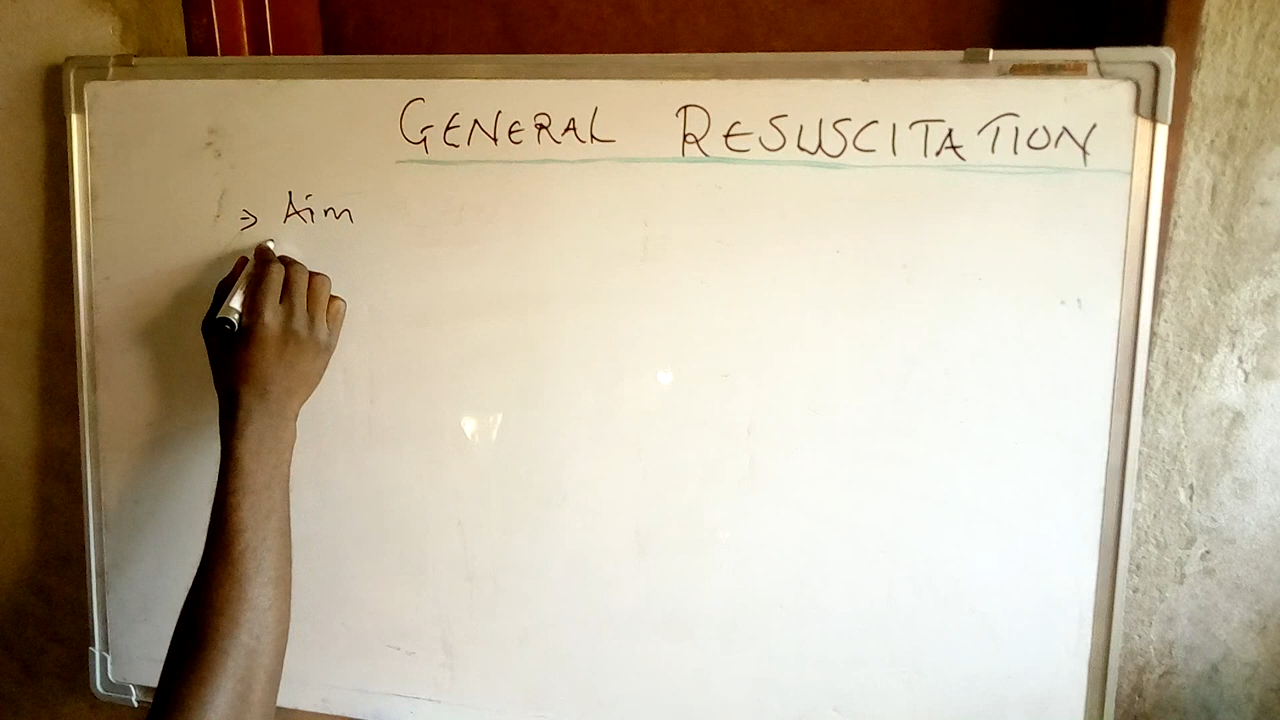 GENERAL RESUSCITATION
⇒ Aim